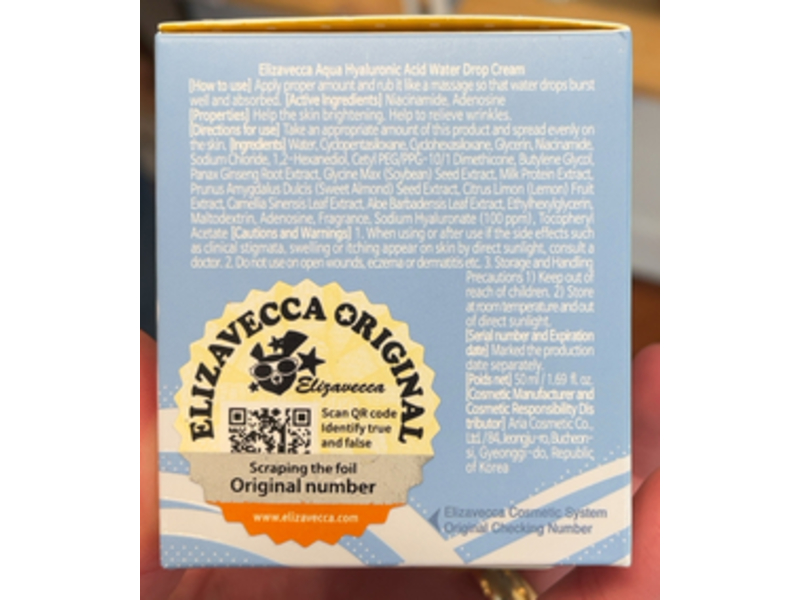 Elizavecca Aqua Hyaluronic Acid Water Drop Cream
[How to use] Apply proper amount and rub it like a massage so that water drops burst
well and absorbed. [Active Ingredients] Niacinamide, Adenosine
[Properties] Help the skin brightening. Help to relieve wrinkles.
[Directions for use] Take an appropriate amount of this product and spread evenly on
the skin. [Ingredients] Water, Cyclopentasiloxane, Cyclohexasiloxane, Glycerin, Niacinamide,
Sodium Chloride, 1,2-Hexanediol, Cetyl PEG/PPG-10/1 Dimethicone, Butylene Glycol,
Panax Ginseng Root Extract, Glycine Max (Soybean) Seed Extract, Milk Protein Extract,
Prunus Amygdalus Dulcis (Sweet Almond) Seed Extract, Citrus Limon (Lemon) Fruit
Extract, Camellia Sinensis Leaf Extract, Aloe Barbadensis Leaf Extract, Ethylhexylglycerin,
Maltodextrin, Adenosine, Fragrance, Sodium Hyaluronate (100 ppm), Tocopheryl
Acetate [Cautions and Warnings] 1. When using or after use if the side effects such
as clinical stigmata, swelling or itching appear on skin by direct sunlight, consult a
doctor. 2. Do not use on open wounds, eczema or dermatitis etc. 3. Storage and Handling
Precautions 1) Keep out of
reach of children. 2) Store
at room temperature and out
of direct sunlight.
[Serial number and Expiration
date] Marked the production
date separately.
[Poids net] 50 ml / 1.69 fl. oz.
[Cosmetic Manufacturer and
Cosmetic Responsibility Dis
tributor] Aria Cosmetic Co.,
Ltd. /84, Jeongju-ro, Bucheon-
si, Gyeonggi-do, Republic
of Korea
ELIZAVECCA ORIGINAL
Elizavecca
Scan QR code
Identify true
and false
Scraping the foil
Original number
www.elizavecca.com
Elizavecca Cosmetic System
Original Checking Number